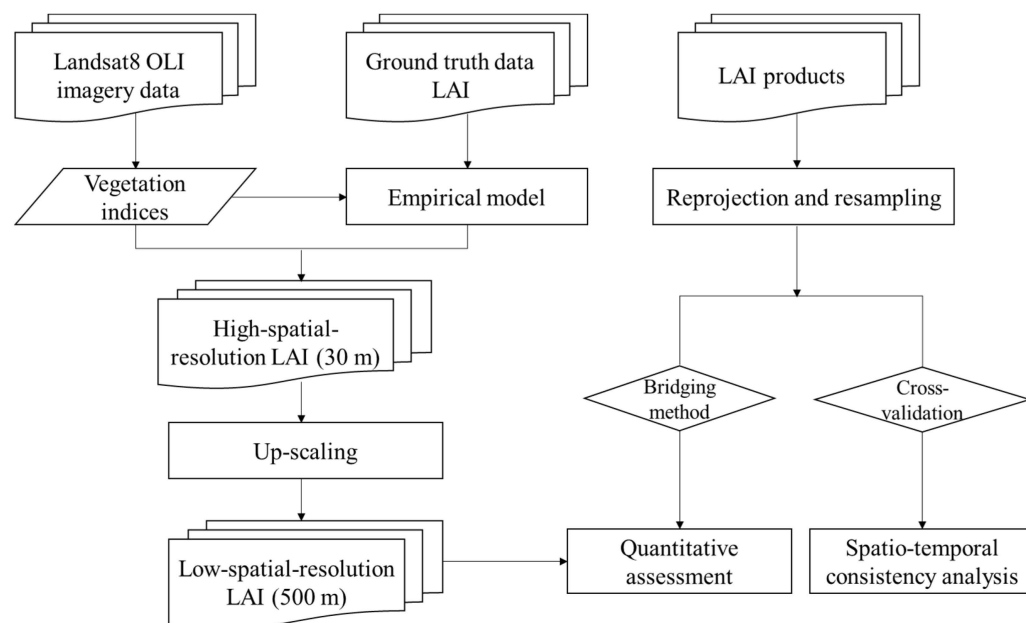 Landsat8 OLI
imagery data
Ground truth data
LAI
LAI products
Vegetation
indices
Empirical model
Reprojection and resampling
High-spatial-
resolution LAI (30 m)
Bridging
method
Cross-
validation
Up-scaling
Low-spatial-resolution
LAI (500 m)
Quantitative
assessment
Spatio-temporal
consistency analysis